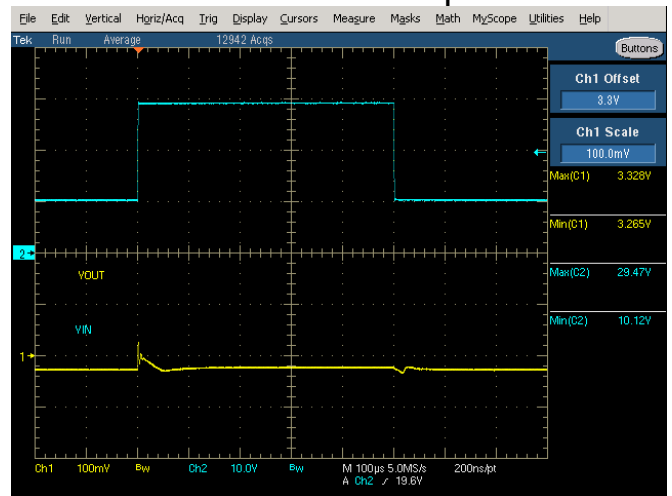 File Edit Vertical Horiz/Acq Trig Display Cursors Measure Masks Math MyScope Utilities Help
Tek Run Average 12942 Acqs Buttons
Ch1 Offset
3.3V
Ch1 Scale
100.0mV
Max(C1) 3.328V
Min(C1) 3.265V
2
VOUT
Max(C2) 29.47V
VIN
Min(C2) 10.12V
1
Ch1 100mV BW Ch2 10.0V BW M 100µs 5.0MS/s 200ns/pt
A Ch2 ∕ 19.6V